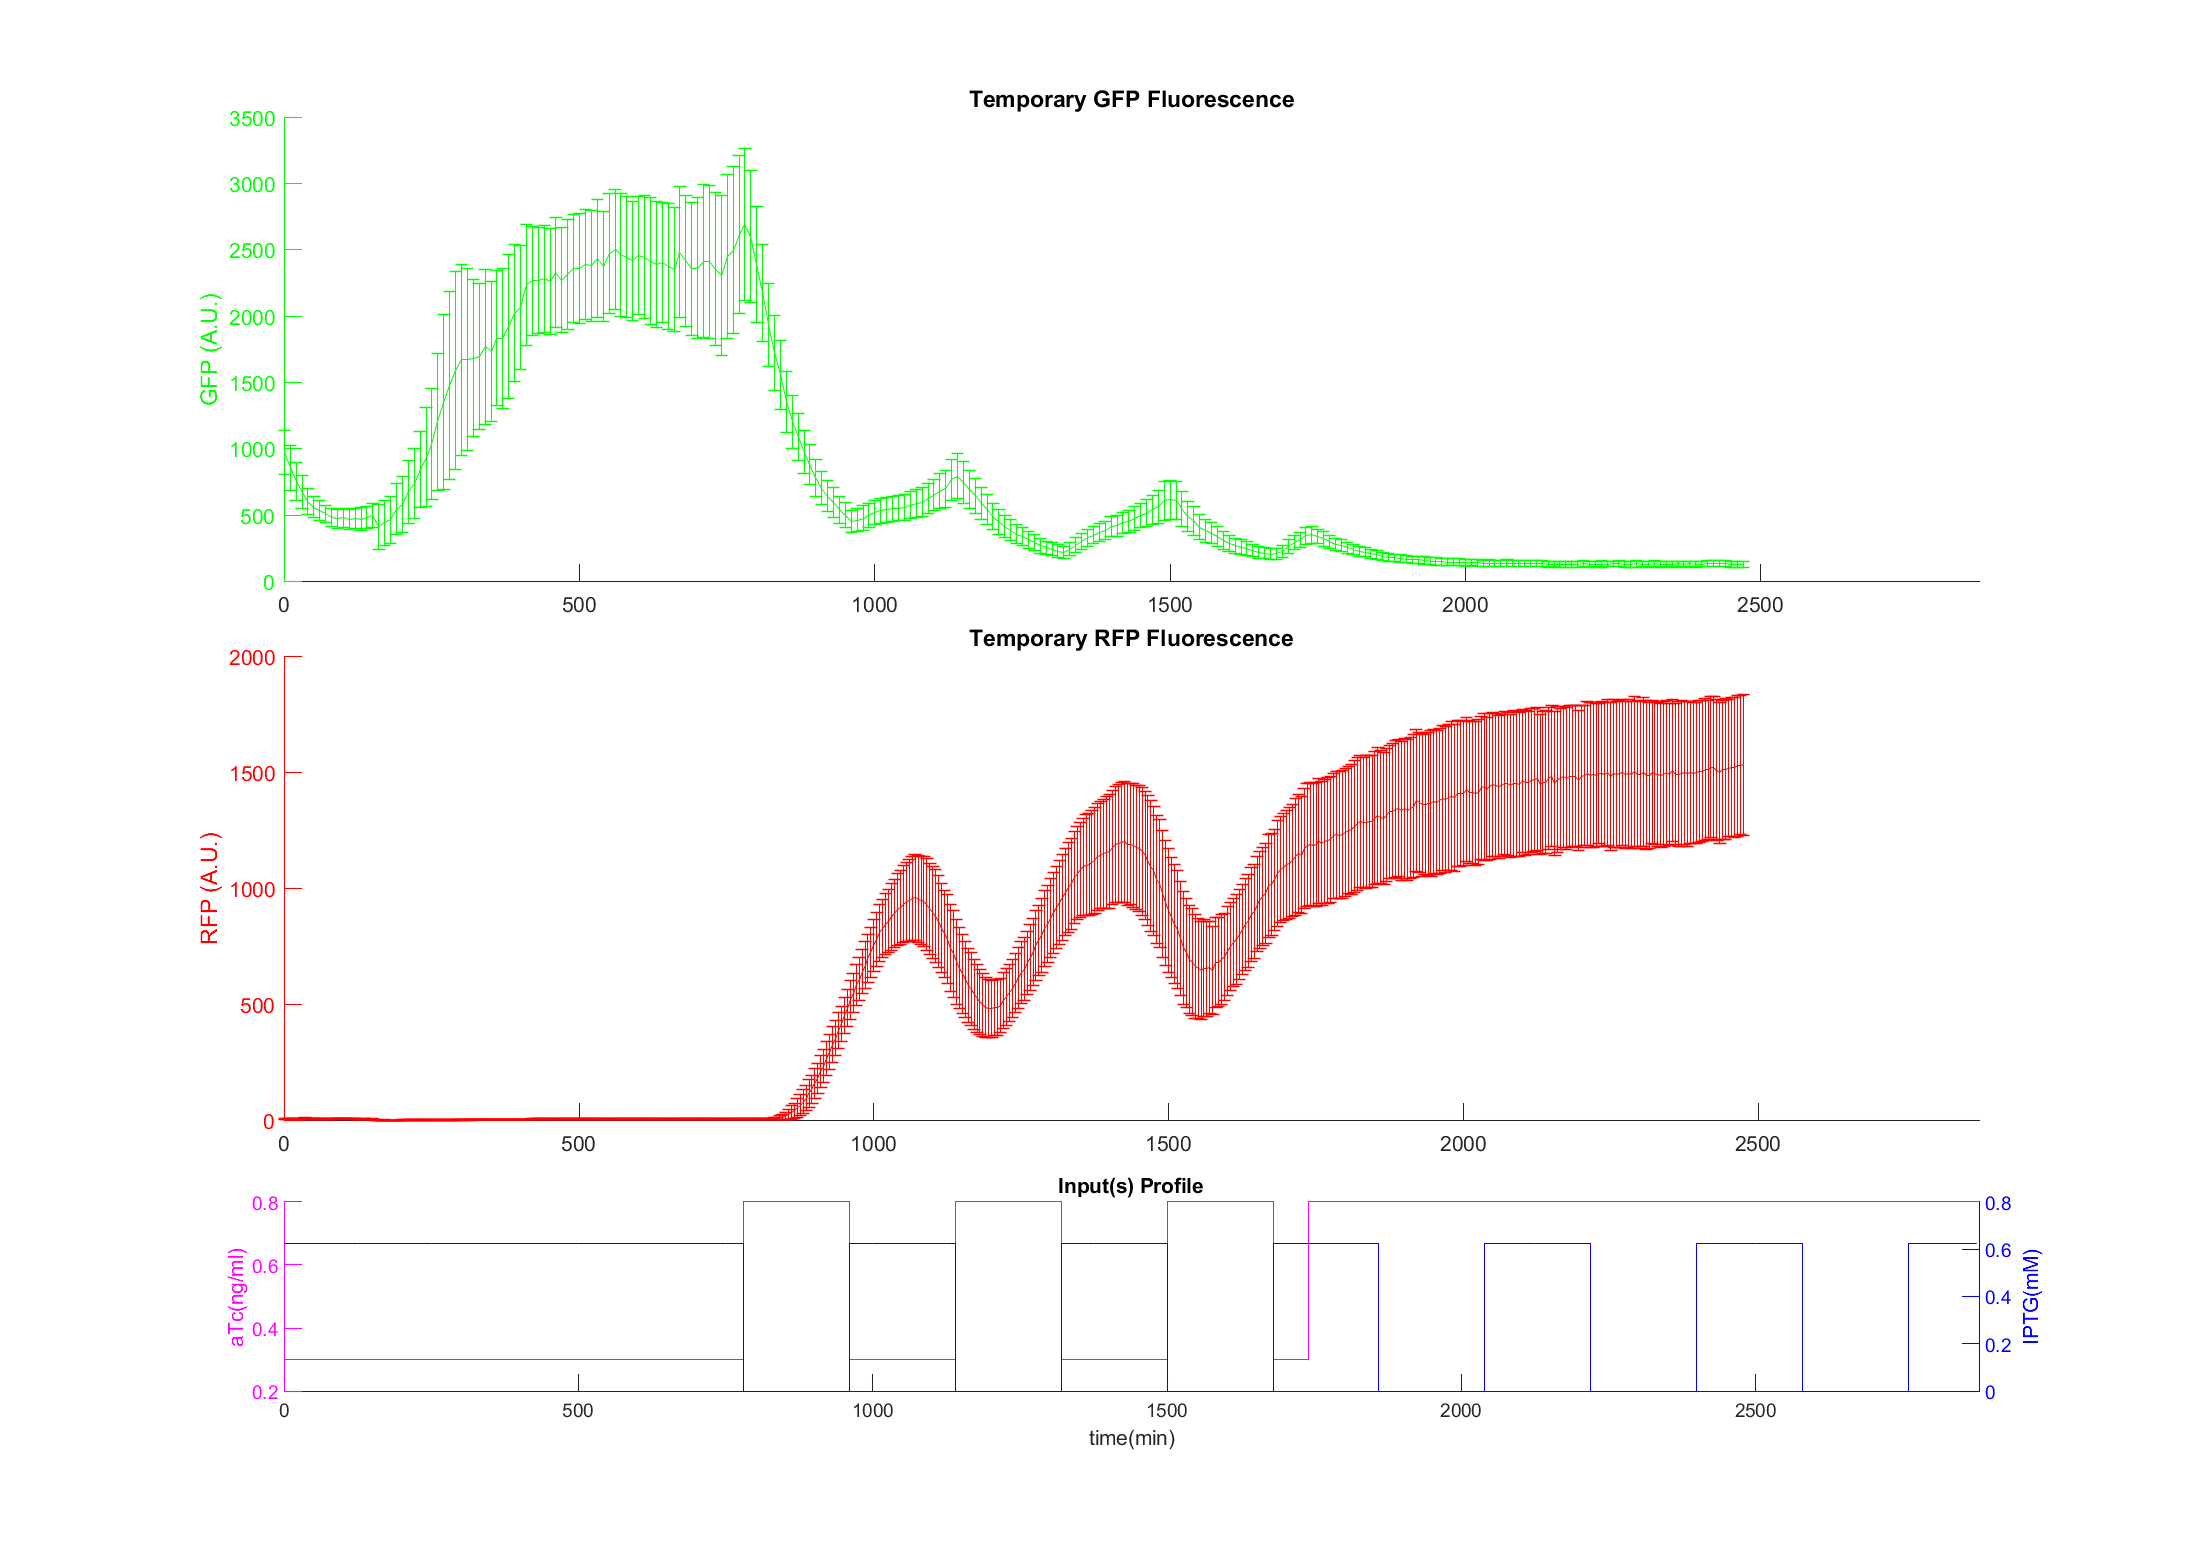 Temporary GFP Fluorescence
3500
3000
2500
2000
1500
1000
500
0
GFP (A.U.)
0 500 1000 1500 2000 2500
Temporary RFP Fluorescence
2000
1500
1000
500
0
RFP (A.U.)
0 500 1000 1500 2000 2500
Input(s) Profile
0.8
0.6
0.4
0.2
aTc(ng/ml)
0.8
0.6
0.4
0.2
0
IPTG(mM)
0 500 1000 1500 2000 2500
time(min)